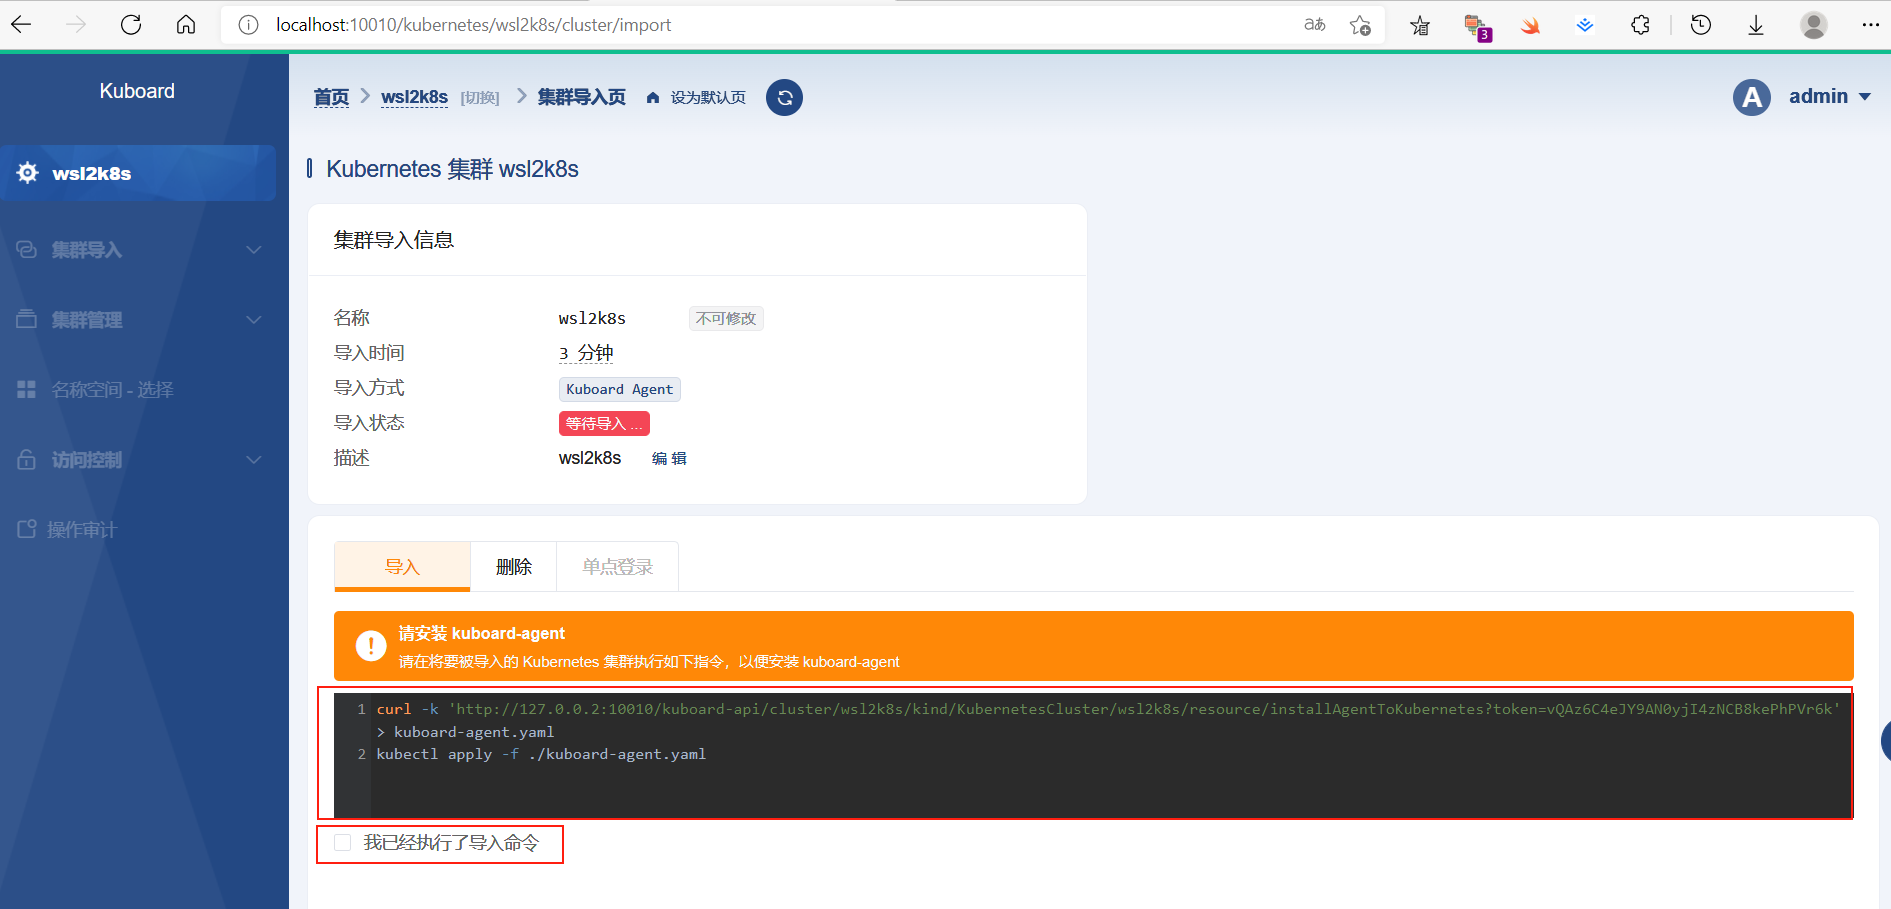 localhost:10010/kubernetes/wsl2k8s/cluster/import
aあ
3
Kuboard
首页 > wsl2k8s [切换] > 集群导入页 设为默认页
A admin
wsl2k8s
集群导入
集群管理
名称空间 - 选择
访问控制
操作审计
Kubernetes 集群 wsl2k8s
集群导入信息
名称 wsl2k8s 不可修改
导入时间 3 分钟
导入方式 Kuboard Agent
导入状态 等待导入 ...
描述 wsl2k8s 编 辑
导入 删除 单点登录
请安装 kuboard-agent
请在将要被导入的 Kubernetes 集群执行如下指令，以便安装 kuboard-agent
1 curl -k 'http://127.0.0.2:10010/kuboard-api/cluster/wsl2k8s/kind/KubernetesCluster/wsl2k8s/resource/installAgentToKubernetes?token=vQAz6C4eJY9AN0yjI4zNCB8kePhPVr6k'
> kuboard-agent.yaml
2 kubectl apply -f ./kuboard-agent.yaml
我已经执行了导入命令